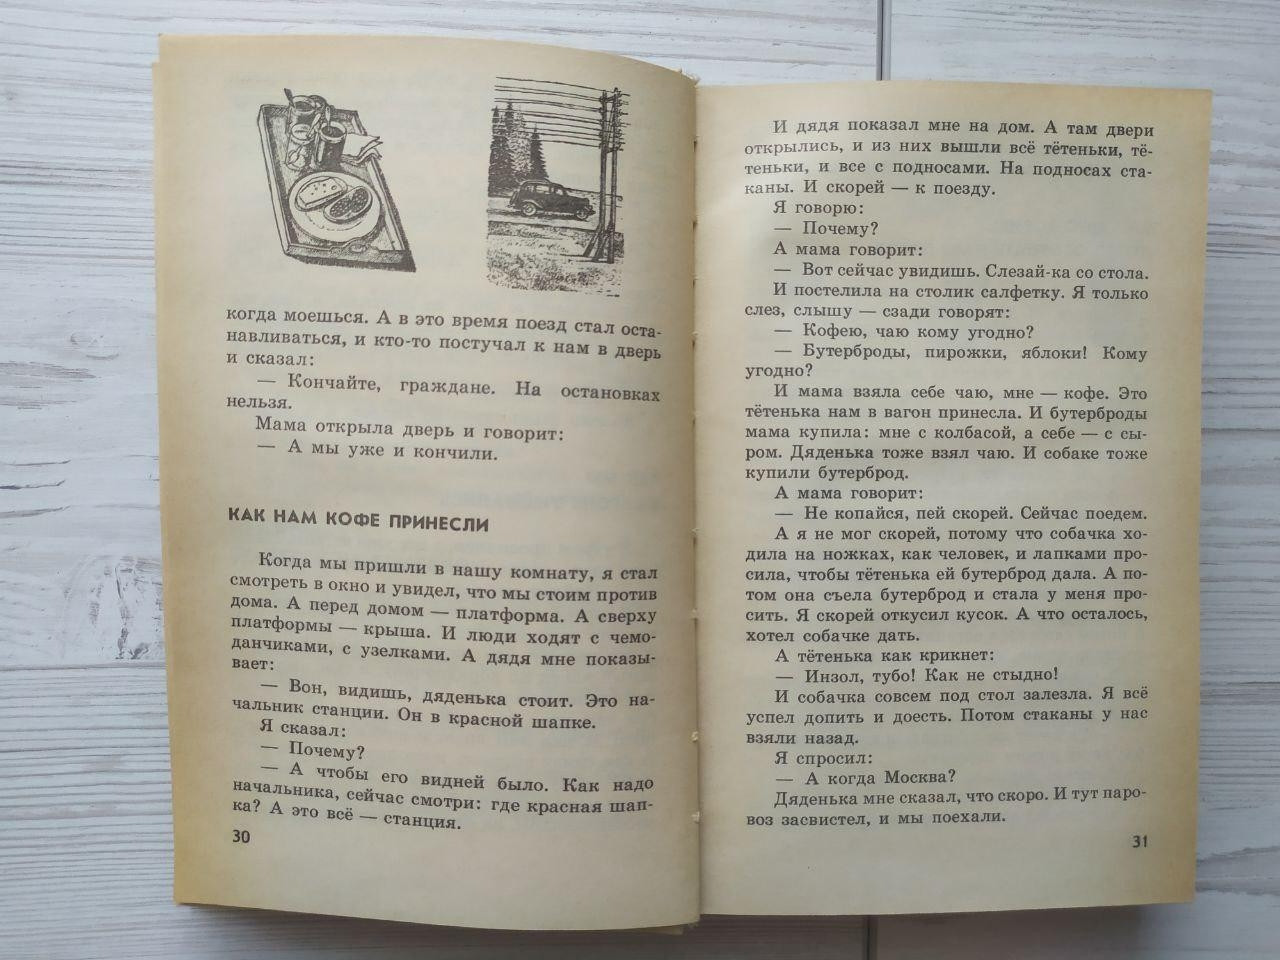 когда моешься. А в это время поезд стал оста-
навливаться, и кто-то постучал к нам в дверь
и сказал:
— Кончайте, граждане. На остановках
нельзя.
Мама открыла дверь и говорит:
— А мы уже и кончили.
КАК НАМ КОФЕ ПРИНЕСЛИ
Когда мы пришли в нашу комнату, я стал
смотреть в окно и увидел, что мы стоим против
дома. А перед домом — платформа. А сверху
платформы — крыша. И люди ходят с чемо-
данчиками, с узелками. А дядя мне показы-
вает:
— Вон, видишь, дяденька стоит. Это на-
чальник станции. Он в красной шапке.
Я сказал:
— Почему?
— А чтобы его видней было. Как надо
начальника, сейчас смотри: где красная шап-
ка? А это всё — станция.
30
И дядя показал мне на дом. А там двери
открылись, и из них вышли всё тётеньки, тё-
теньки, и все с подносами. На подносах ста-
каны. И скорей — к поезду.
Я говорю:
— Почему?
А мама говорит:
— Вот сейчас увидишь. Слезай-ка со стола.
И постелила на столик салфетку. Я только
слез, слышу — сзади говорят:
— Кофею, чаю кому угодно?
— Бутерброды, пирожки, яблоки! Кому
угодно?
И мама взяла себе чаю, мне — кофе. Это
тётенька нам в вагон принесла. И бутерброды
мама купила: мне с колбасой, а себе — с сы-
ром. Дяденька тоже взял чаю. И собаке тоже
купили бутерброд.
А мама говорит:
— Не копайся, пей скорей. Сейчас поедем.
А я не мог скорей, потому что собачка хо-
дила на ножках, как человек, и лапками про-
сила, чтобы тётенька ей бутерброд дала. А по-
том она съела бутерброд и стала у меня про-
сить. Я скорей откусил кусок. А что осталось,
хотел собачке дать.
А тётенька как крикнет:
— Инзол, тубо! Как не стыдно!
И собачка совсем под стол залезла. Я всё
успел допить и доесть. Потом стаканы у нас
взяли назад.
Я спросил:
— А когда Москва?
Дяденька мне сказал, что скоро. И тут паро-
воз засвистел, и мы поехали.
31